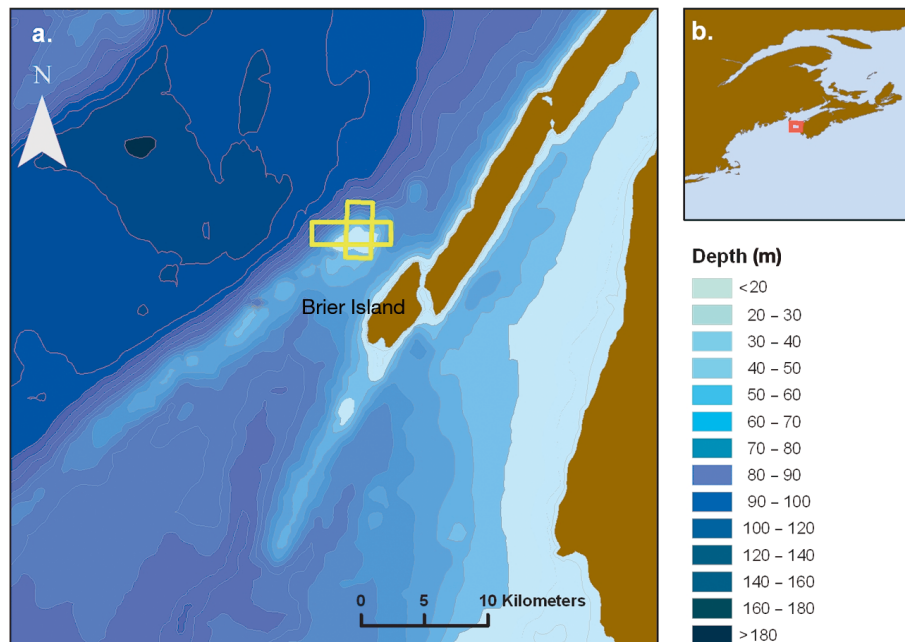 a.
N
Brier Island
0 5 10 Kilometers
b.
Depth (m)
<20
20 – 30
30 – 40
40 – 50
50 – 60
60 – 70
70 – 80
80 – 90
90 – 100
100 – 120
120 – 140
140 – 160
160 – 180
>180